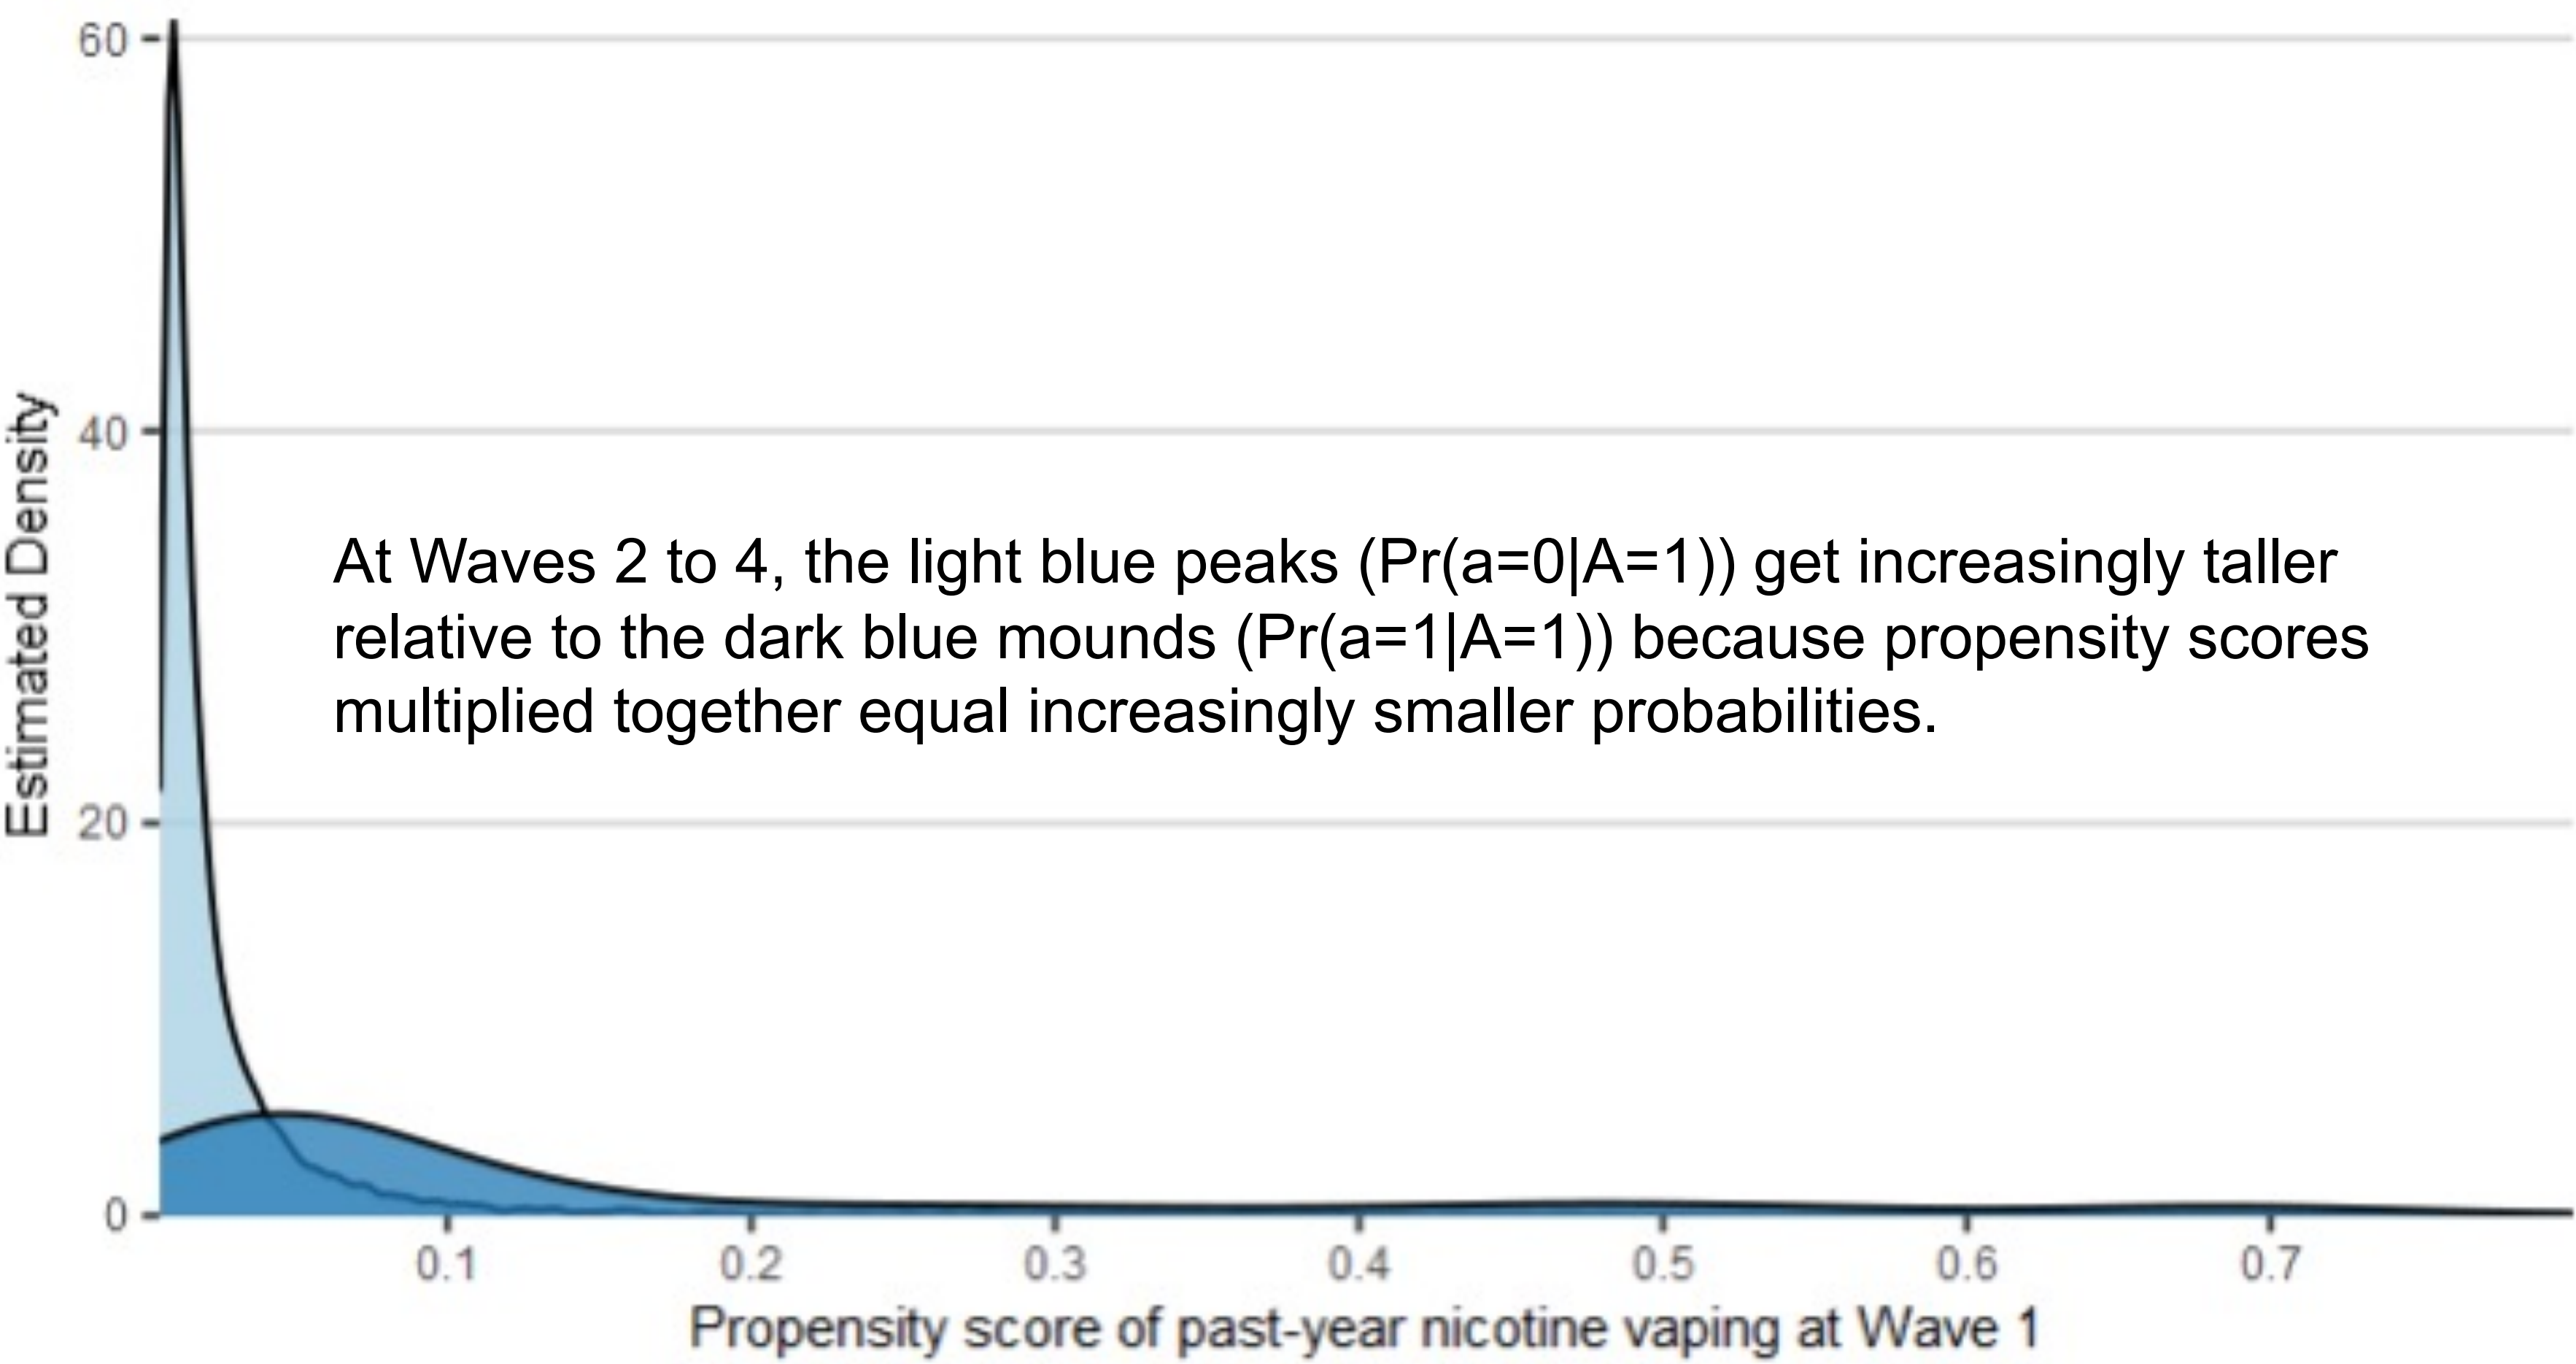 60
40
20
0
Estimated Density
At Waves 2 to 4, the light blue peaks (Pr(a=0|A=1)) get increasingly taller
relative to the dark blue mounds (Pr(a=1|A=1)) because propensity scores
multiplied together equal increasingly smaller probabilities.
0.1 0.2 0.3 0.4 0.5 0.6 0.7
Propensity score of past-year nicotine vaping at Wave 1